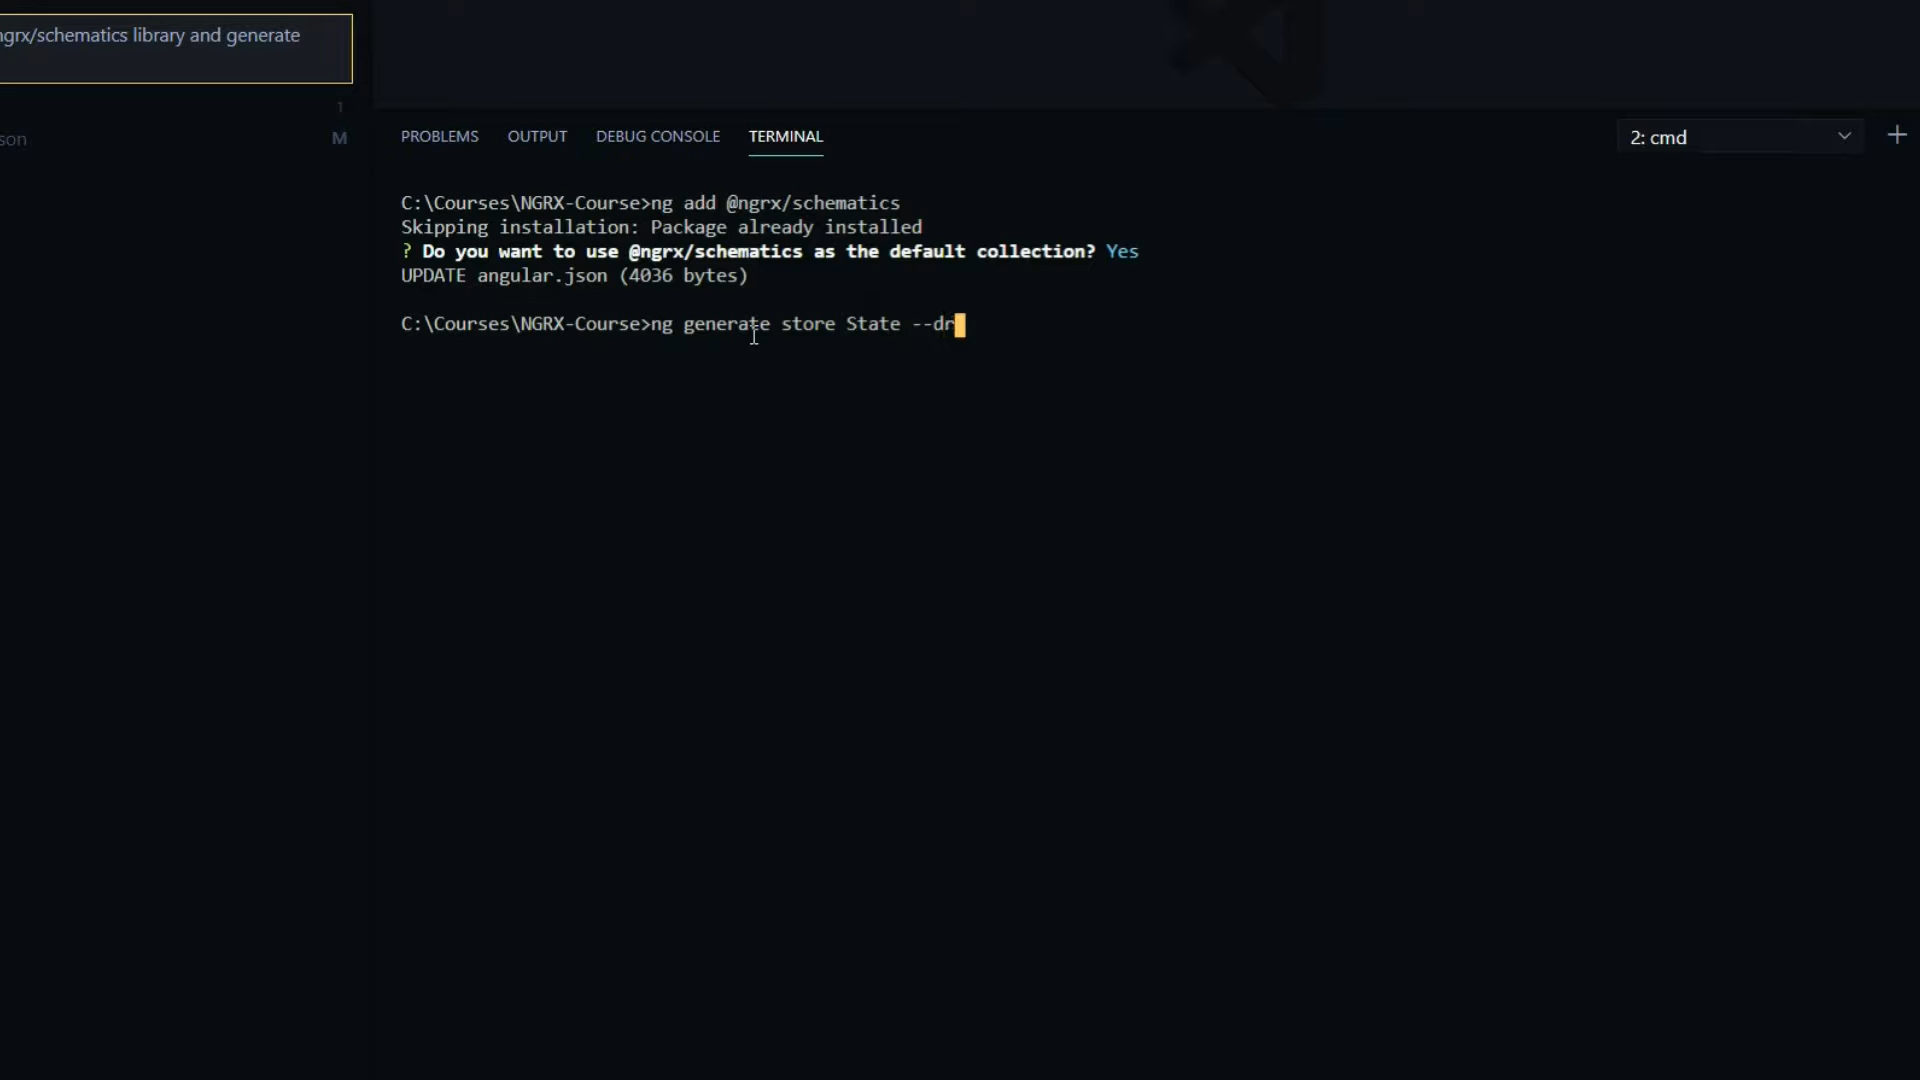 ngrx/schematics library and generate
1
son M
PROBLEMS OUTPUT DEBUG CONSOLE TERMINAL 2: cmd
C:\Courses\NGRX-Course>ng add @ngrx/schematics
Skipping installation: Package already installed
? Do you want to use @ngrx/schematics as the default collection? Yes
UPDATE angular.json (4036 bytes)
C:\Courses\NGRX-Course>ng generate store State --dr